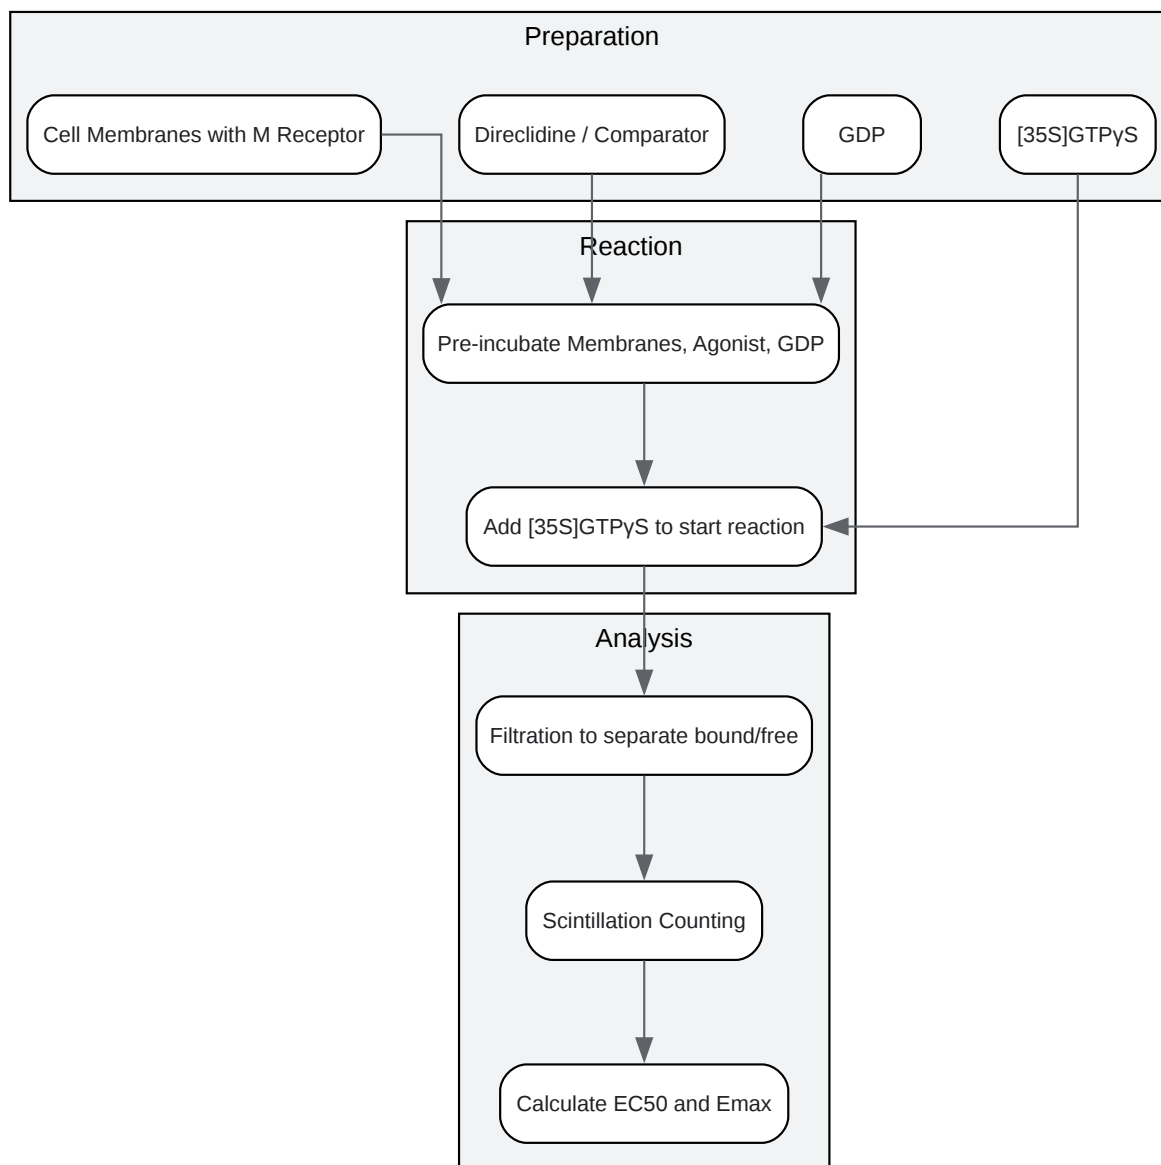 Preparation
Cell Membranes with M Receptor
Direclidine / Comparator
GDP
[35S]GTPγS
Reaction
Pre-incubate Membranes, Agonist, GDP
Add [35S]GTPγS to start reaction
Analysis
Filtration to separate bound/free
Scintillation Counting
Calculate EC50 and Emax